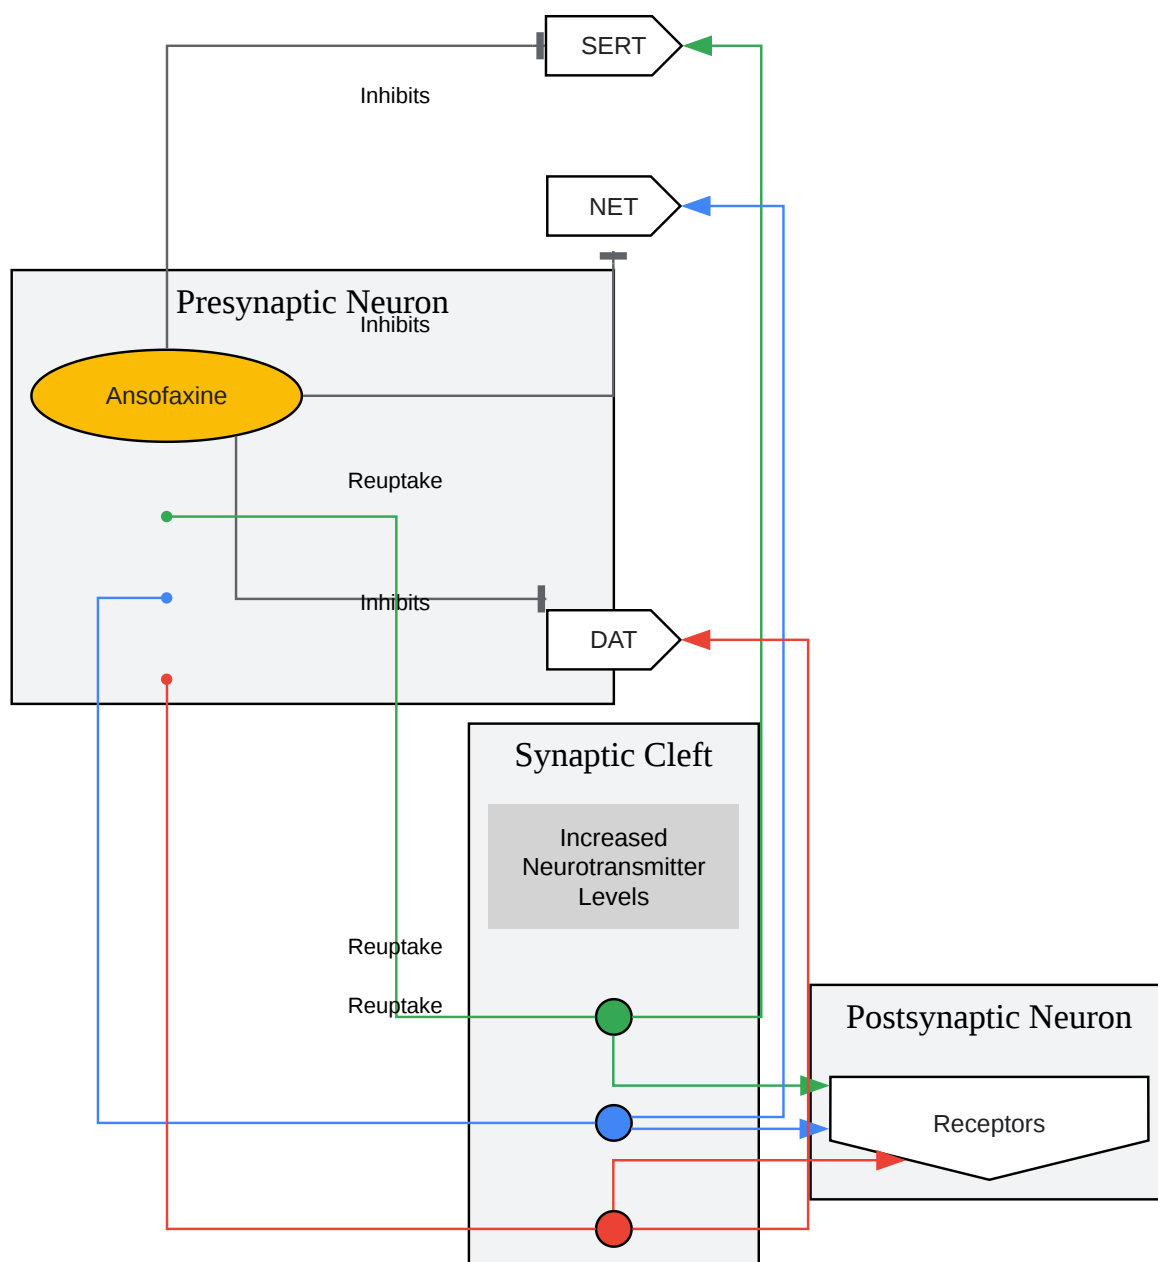 SERT
Inhibits
NET
Presynaptic Neuron
Inhibits
Ansofaxine
Reuptake
Inhibits
DAT
Synaptic Cleft
Increased
Neurotransmitter
Levels
Reuptake
Reuptake
Postsynaptic Neuron
Receptors